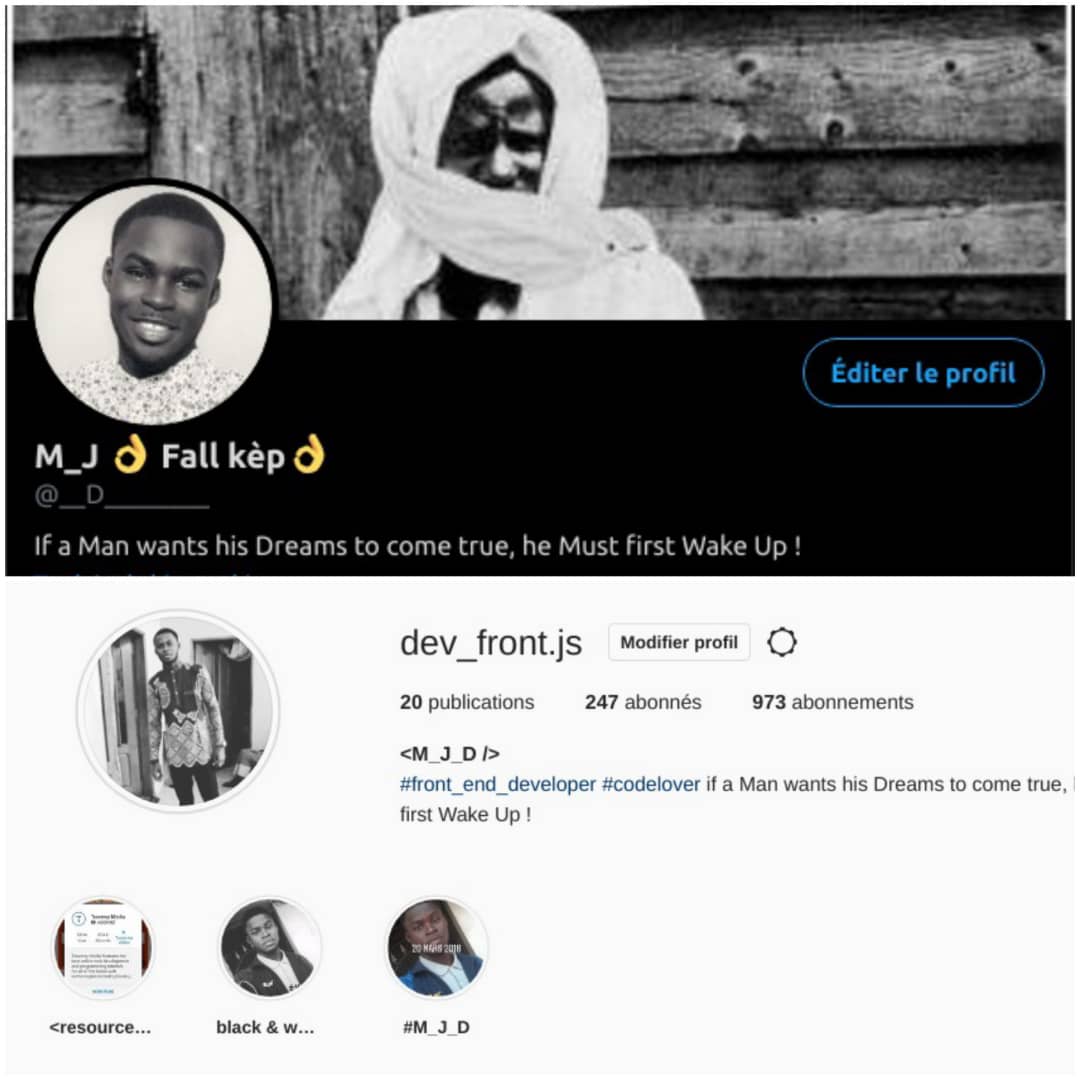 Éditer le profil
M_J 👌 Fall kèp👌
@__D_________
If a Man wants his Dreams to come true, he Must first Wake Up !
dev_front.js Modifier profil
20 publications 247 abonnés 973 abonnements
<M_J_D />
#front_end_developer #codelover if a Man wants his Dreams to come true,
first Wake Up !
20 MARS 2018
<resource… black & w… #M_J_D